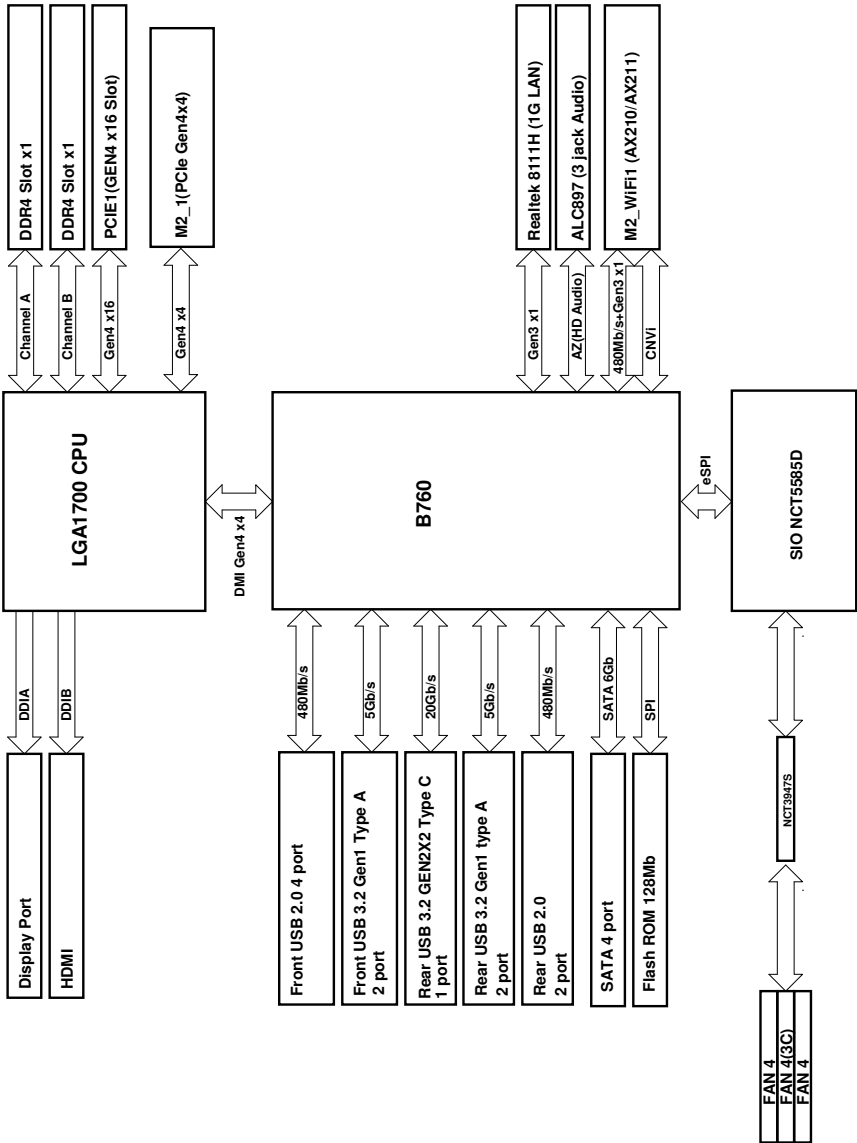 DDR4 Slot x1
DDR4 Slot x1
PCIE1(GEN4 x16 Slot)
M2_1(PCIe Gen4x4)
Channel A
Channel B
Gen4 x16
Gen4 x4
LGA1700 CPU
DDIA
DDIB
Display Port
HDMI
DMI Gen4 x4
Realtek 8111H (1G LAN)
ALC897 (3 jack Audio)
M2_WiFi1 (AX210/AX211)
Gen3 x1
AZ(HD Audio)
480Mb/s+Gen3 x1
CNVi
B760
480Mb/s
5Gb/s
20Gb/s
5Gb/s
480Mb/s
SATA 6Gb
SPI
Front USB 2.0 4 port
Front USB 3.2 Gen1 Type A
2 port
Rear USB 3.2 GEN2X2 Type C
1 port
Rear USB 3.2 Gen1 type A
2 port
Rear USB 2.0
2 port
SATA 4 port
Flash ROM 128Mb
eSPI
SIO NCT5585D
NCT3947S
FAN 4
FAN 4(3C)
FAN 4